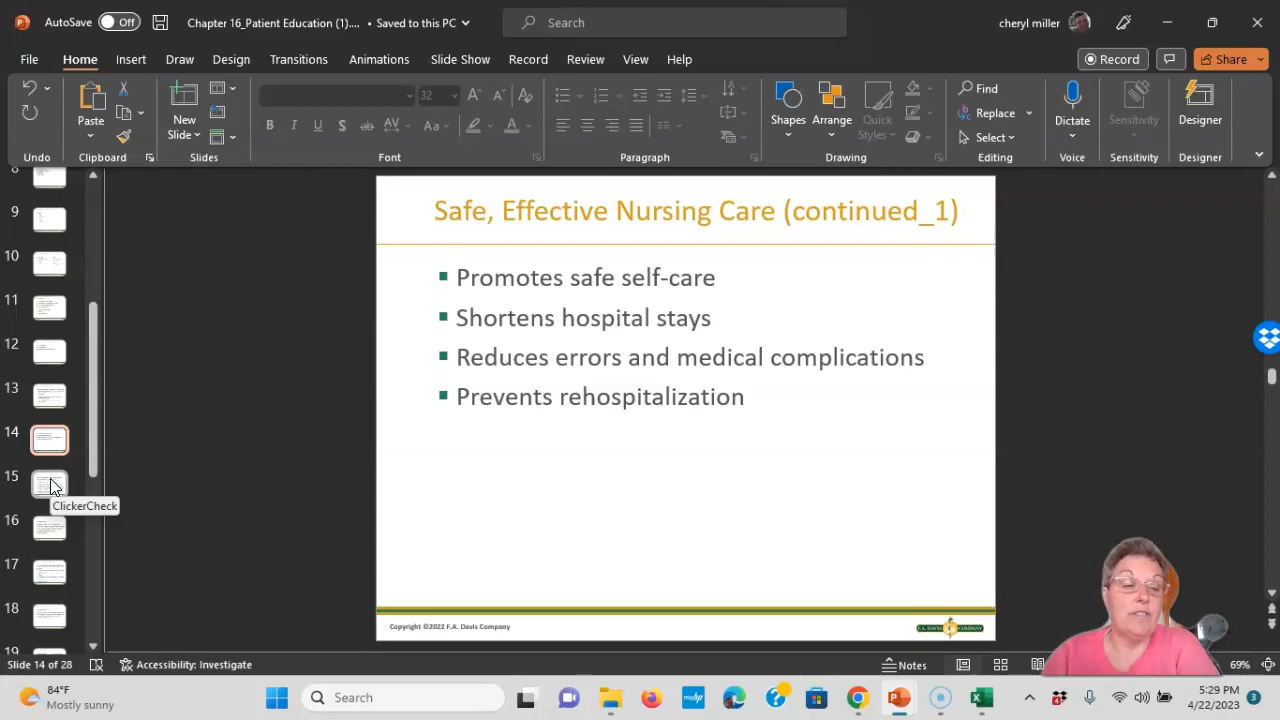 AutoSave Off Chapter 16_Patient Education (1).... • Saved to this PC Search cheryl miller
File Home Insert Draw Design Transitions Animations Slide Show Record Review View Help Record Share
32
Paste New Slide Shapes Arrange Quick Styles Find Replace Select Dictate Sensitivity Designer
Undo Clipboard Slides Font Paragraph Drawing Editing Voice Sensitivity Designer
9
10
11
12
13
14
15
ClickerCheck
16
17
18
Safe, Effective Nursing Care (continued_1)
Promotes safe self-care
Shortens hospital stays
Reduces errors and medical complications
Prevents rehospitalization
Copyright ©2022 F.A. Davis Company
F.A. DAVIS COMPANY
Slide 14 of 28 Accessibility: Investigate Notes 69%
84°F
Mostly sunny
Search
5:29 PM
4/22/2023
3